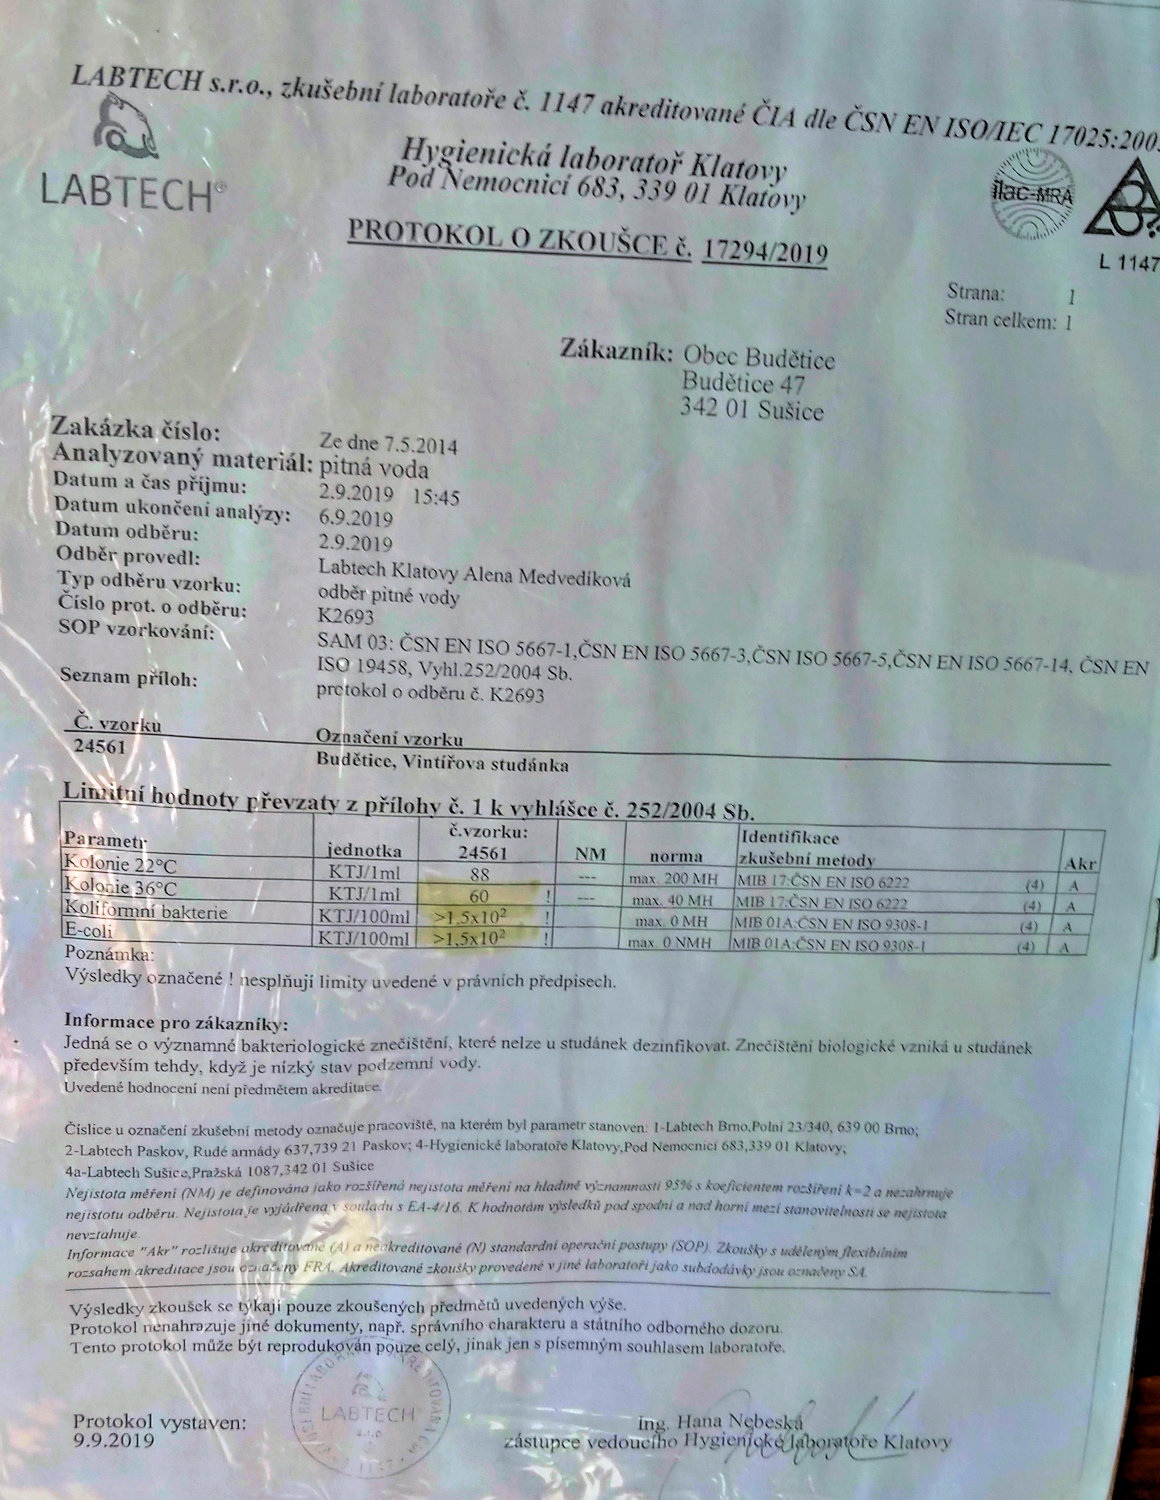 LABTECH s.r.o., zkušební laboratoře č. 1147 akreditované ČIA dle ČSN EN ISO/IEC 17025:2005
LABTECH®
Hygienická laboratoř Klatovy
Pod Nemocnicí 683, 339 01 Klatovy
ilac-MRA
L 1147
PROTOKOL O ZKOUŠCE č. 17294/2019
Strana: 1
Stran celkem: 1
Zákazník: Obec Budětice
Budětice 47
342 01 Sušice
Zakázka číslo: Ze dne 7.5.2014
Analyzovaný materiál: pitná voda
Datum a čas příjmu: 2.9.2019 15:45
Datum ukončení analýzy: 6.9.2019
Datum odběru: 2.9.2019
Odběr provedl: Labtech Klatovy Alena Medvedíková
Typ odběru vzorku: odběr pitné vody
Číslo prot. o odběru: K2693
SOP vzorkování: SAM 03: ČSN EN ISO 5667-1,ČSN EN ISO 5667-3,ČSN ISO 5667-5,ČSN EN ISO 5667-14, ČSN EN
ISO 19458, Vyhl.252/2004 Sb.
Seznam příloh: protokol o odběru č. K2693
Č. vzorku Označení vzorku
24561 Budětice, Vintířova studánka
Limitní hodnoty převzaty z přílohy č. 1 k vyhlášce č. 252/2004 Sb.
Parametr jednotka č.vzorku: 24561 NM norma Identifikace zkušební metody Akr
Kolonie 22°C KTJ/1ml 88 --- max. 200 MH MIB 17:ČSN EN ISO 6222 (4) A
Kolonie 36°C KTJ/1ml 60 ! --- max. 40 MH MIB 17:ČSN EN ISO 6222 (4) A
Koliformní bakterie KTJ/100ml >1,5x10² ! max. 0 MH MIB 01A:ČSN EN ISO 9308-1 (4) A
E-coli KTJ/100ml >1,5x10² ! max. 0 NMH MIB 01A:ČSN EN ISO 9308-1 (4) A
Poznámka:
Výsledky označené ! nesplňují limity uvedené v právních předpisech.
Informace pro zákazníky:
Jedná se o významné bakteriologické znečištění, které nelze u studánek dezinfikovat. Znečištění biologické vzniká u studánek
především tehdy, když je nízký stav podzemní vody.
Uvedené hodnocení není předmětem akreditace.
Číslice u označení zkušební metody označuje pracoviště, na kterém byl parametr stanoven: 1-Labtech Brno,Polní 23/340, 639 00 Brno;
2-Labtech Paskov, Rudé armády 637,739 21 Paskov; 4-Hygienické laboratoře Klatovy,Pod Nemocnicí 683,339 01 Klatovy;
4a-Labtech Sušice,Pražská 1087,342 01 Sušice
Nejistota měření (NM) je definována jako rozšířená nejistota měření na hladině významnosti 95% s koeficientem rozšíření k=2 a nezahrnuje
nejistotu odběru. Nejistota je vyjádřena v souladu s EA-4/16. K hodnotám výsledků pod spodní a nad horní mezí stanovitelnosti se nejistota
nevztahuje.
Informace "Akr" rozlišuje akreditované (A) a neakreditované (N) standardní operační postupy (SOP). Zkoušky s uděleným flexibilním
rozsahem akreditace jsou označeny FRA. Akreditované zkoušky provedené v jiné laboratoři jako subdodávky jsou označeny SA.
Výsledky zkoušek se týkají pouze zkoušených předmětů uvedených výše.
Protokol nenahrazuje jiné dokumenty, např. správního charakteru a státního odborného dozoru.
Tento protokol může být reprodukován pouze celý, jinak jen s písemným souhlasem laboratoře.
LABTECH
s.r.o.
Protokol vystaven:
9.9.2019
ing. Hana Nebeská
zástupce vedoucího Hygienické laboratoře Klatovy